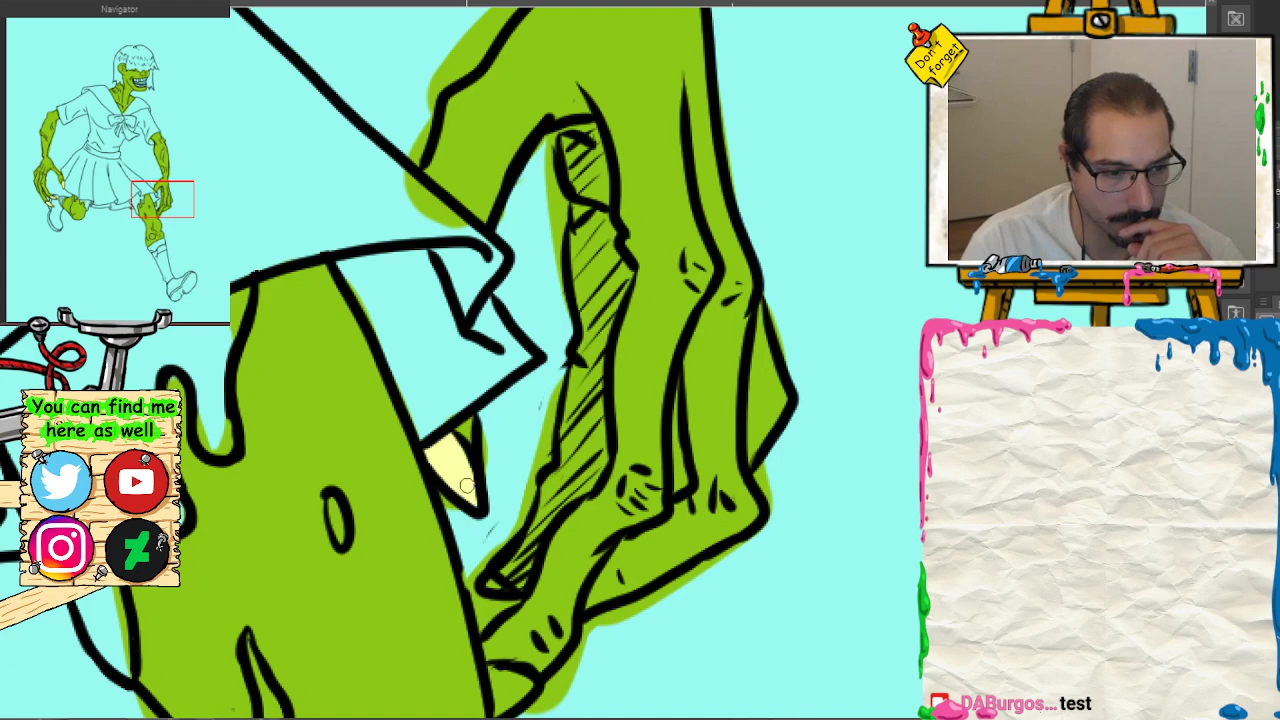 Navigator
Don't
forget
You can find me
here as well
DABurgos... test